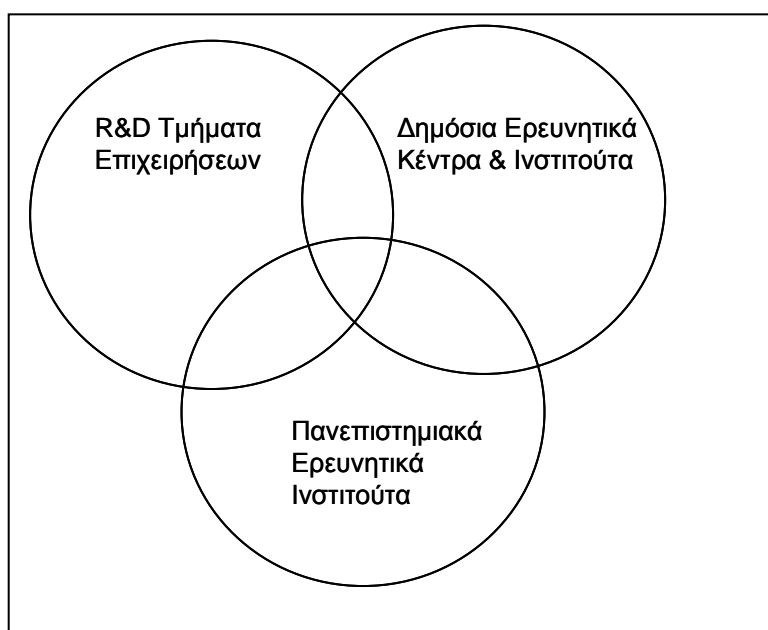 R&D Τμήματα
Επιχειρήσεων
Δημόσια Ερευνητικά
Κέντρα & Ινστιτούτα
Πανεπιστημιακά
Ερευνητικά
Ινστιτούτα